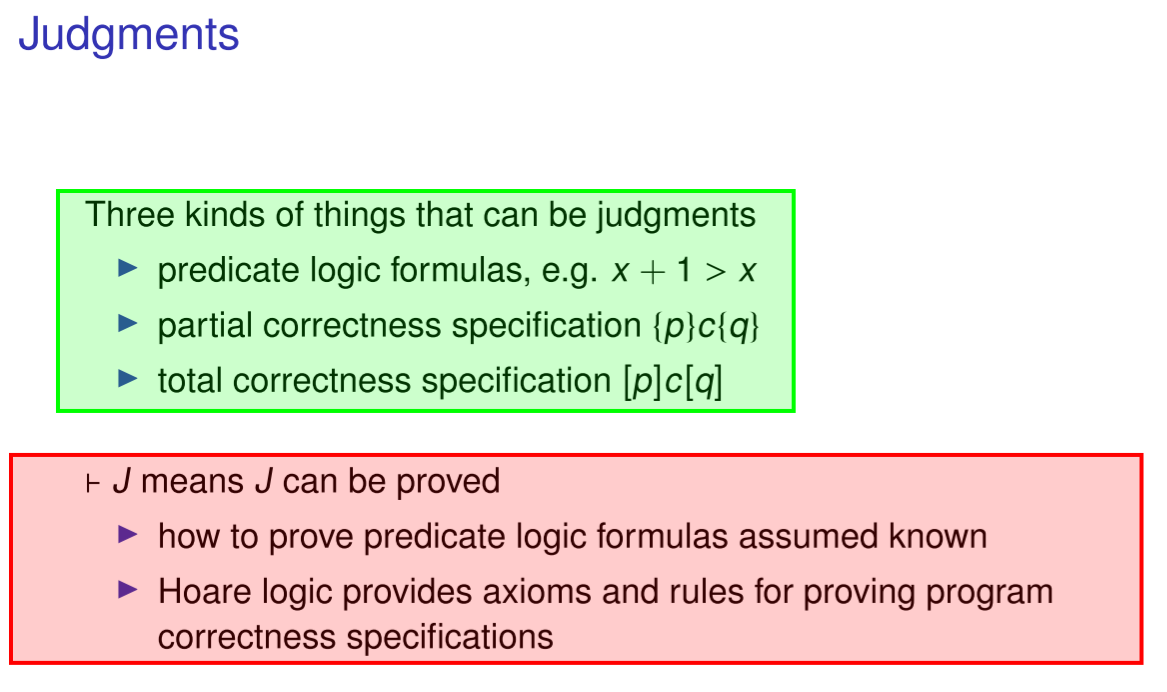 Judgments
Three kinds of things that can be judgments
▶ predicate logic formulas, e.g. x + 1 > x
▶ partial correctness specification {p}c{q}
▶ total correctness specification [p]c[q]
⊢ J means J can be proved
▶ how to prove predicate logic formulas assumed known
▶ Hoare logic provides axioms and rules for proving program
correctness specifications